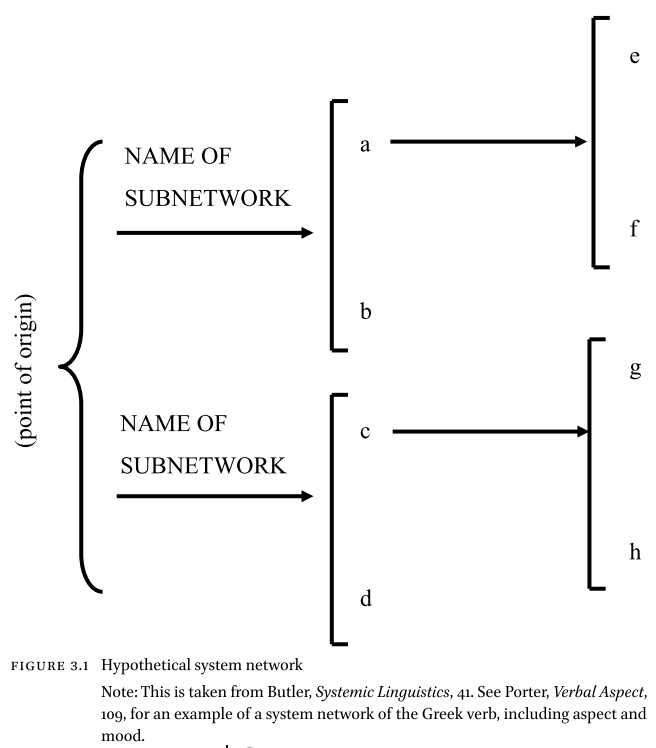 (point of origin)
NAME OF
SUBNETWORK
a
b
e
f
NAME OF
SUBNETWORK
c
d
g
h
FIGURE 3.1 Hypothetical system network
Note: This is taken from Butler, Systemic Linguistics, 41. See Porter, Verbal Aspect,
109, for an example of a system network of the Greek verb, including aspect and
mood.